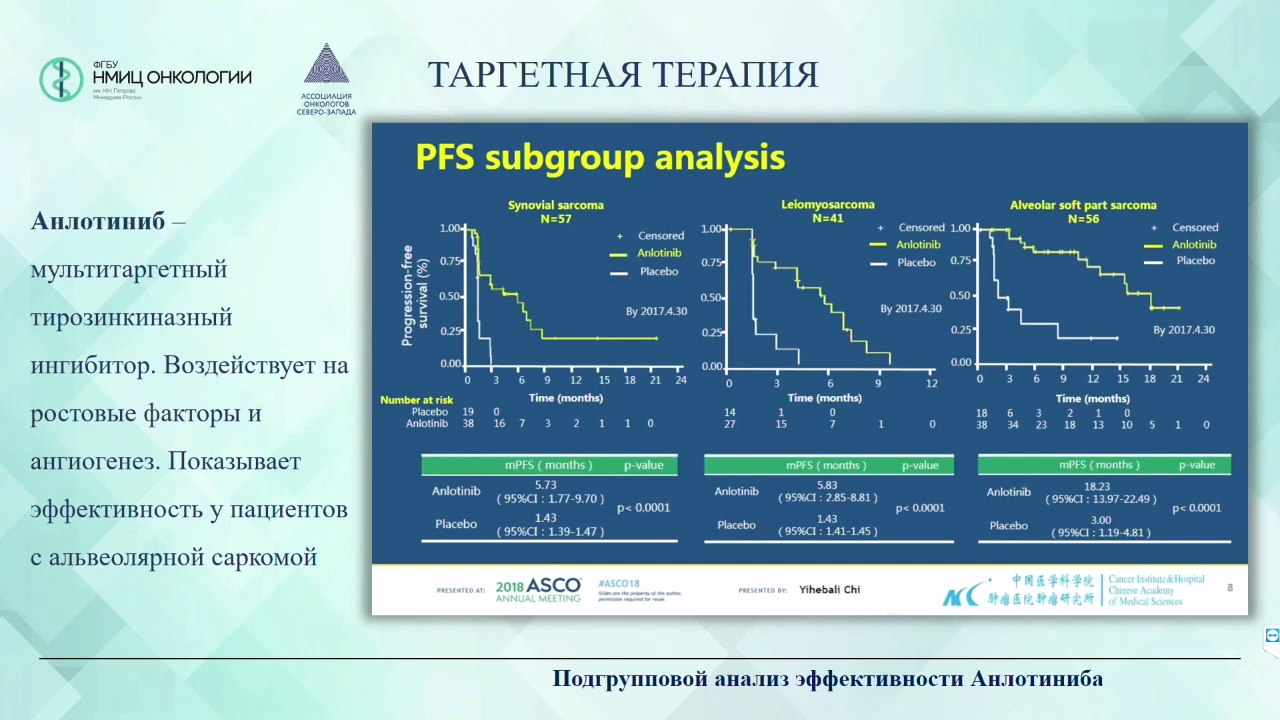 ФГБУ
НМИЦ ОНКОЛОГИИ
им. Н.Н. Петрова
Минздрава России
АССОЦИАЦИЯ
ОНКОЛОГОВ
СЕВЕРО-ЗАПАДА
ТАРГЕТНАЯ ТЕРАПИЯ
Анлотиниб –
мультитаргетный
тирозинкиназный
ингибитор. Воздействует на
ростовые факторы и
ангиогенез. Показывает
эффективность у пациентов
с альвеолярной саркомой
PFS subgroup analysis
Synovial sarcoma
N=57
Progression-free
survival (%)
1.00
0.75
0.50
0.25
0.00
+ Censored
Anlotinib
Placebo
By 2017.4.30
0 3 6 9 12 15 18 21 24
Time (months)
Number at risk
Placebo 19 0
Anlotinib 38 16 7 3 2 1 1 0
Leiomyosarcoma
N=41
1.00
0.75
0.50
0.25
0.00
+ Censored
Anlotinib
Placebo
By 2017.4.30
0 3 6 9 12
Time (months)
14 1 0
27 15 7 1 0
Alveolar soft part sarcoma
N=56
1.00
0.75
0.50
0.25
0.00
+ Censored
Anlotinib
Placebo
By 2017.4.30
0 3 6 9 12 15 18 21 24
Time (months)
18 6 3 2 1 0
38 34 23 18 13 10 5 1 0
mPFS ( months ) p-value
Anlotinib 5.73
( 95%CI : 1.77-9.70 )
p< 0.0001
Placebo 1.43
( 95%CI : 1.39-1.47 )
mPFS ( months ) p-value
Anlotinib 5.83
( 95%CI : 2.85-8.81 )
p< 0.0001
Placebo 1.43
( 95%CI : 1.41-1.45 )
mPFS ( months ) p-value
Anlotinib 18.23
( 95%CI : 13.97-22.49 )
p< 0.0001
Placebo 3.00
( 95%CI : 1.19-4.81 )
PRESENTED AT:
2018 ASCO
ANNUAL MEETING
#ASCO18
Slides are the property of the author,
permission required for reuse.
PRESENTED BY: Yihebali Chi
中国医学科学院
肿瘤医院肿瘤研究所
Cancer Institute & Hospital
Chinese Academy
of Medical Sciences
8
Подгрупповой анализ эффективности Анлотиниба